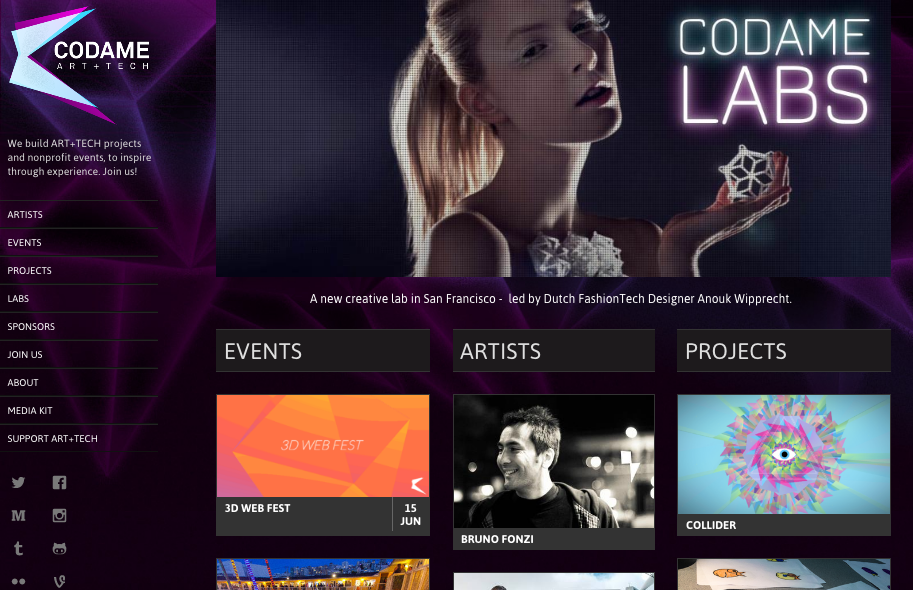 CODAME
ART+TECH
We build ART+TECH projects
and nonprofit events, to inspire
through experience. Join us!
ARTISTS
EVENTS
PROJECTS
LABS
SPONSORS
JOIN US
ABOUT
MEDIA KIT
SUPPORT ART+TECH
CODAME
LABS
A new creative lab in San Francisco - led by Dutch FashionTech Designer Anouk Wipprecht.
EVENTS
3D WEB FEST
3D WEB FEST
15
JUN
ARTISTS
BRUNO FONZI
PROJECTS
COLLIDER